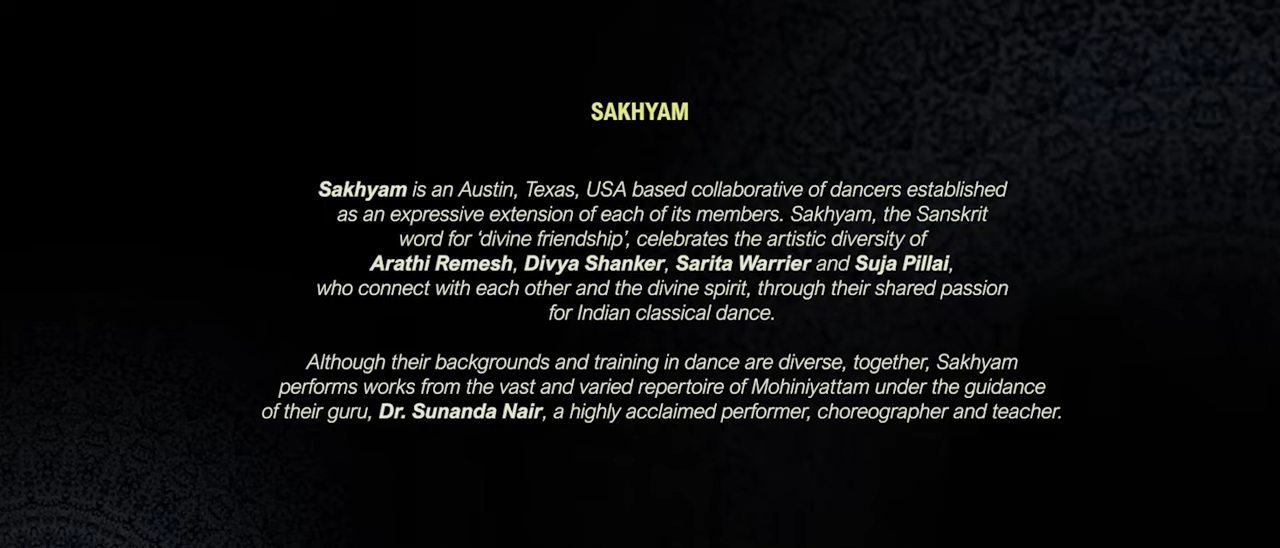 SAKHYAM
Sakhyam is an Austin, Texas, USA based collaborative of dancers established
as an expressive extension of each of its members. Sakhyam, the Sanskrit
word for ‘divine friendship’, celebrates the artistic diversity of
Arathi Remesh, Divya Shanker, Sarita Warrier and Suja Pillai,
who connect with each other and the divine spirit, through their shared passion
for Indian classical dance.
Although their backgrounds and training in dance are diverse, together, Sakhyam
performs works from the vast and varied repertoire of Mohiniyattam under the guidance
of their guru, Dr. Sunanda Nair, a highly acclaimed performer, choreographer and teacher.